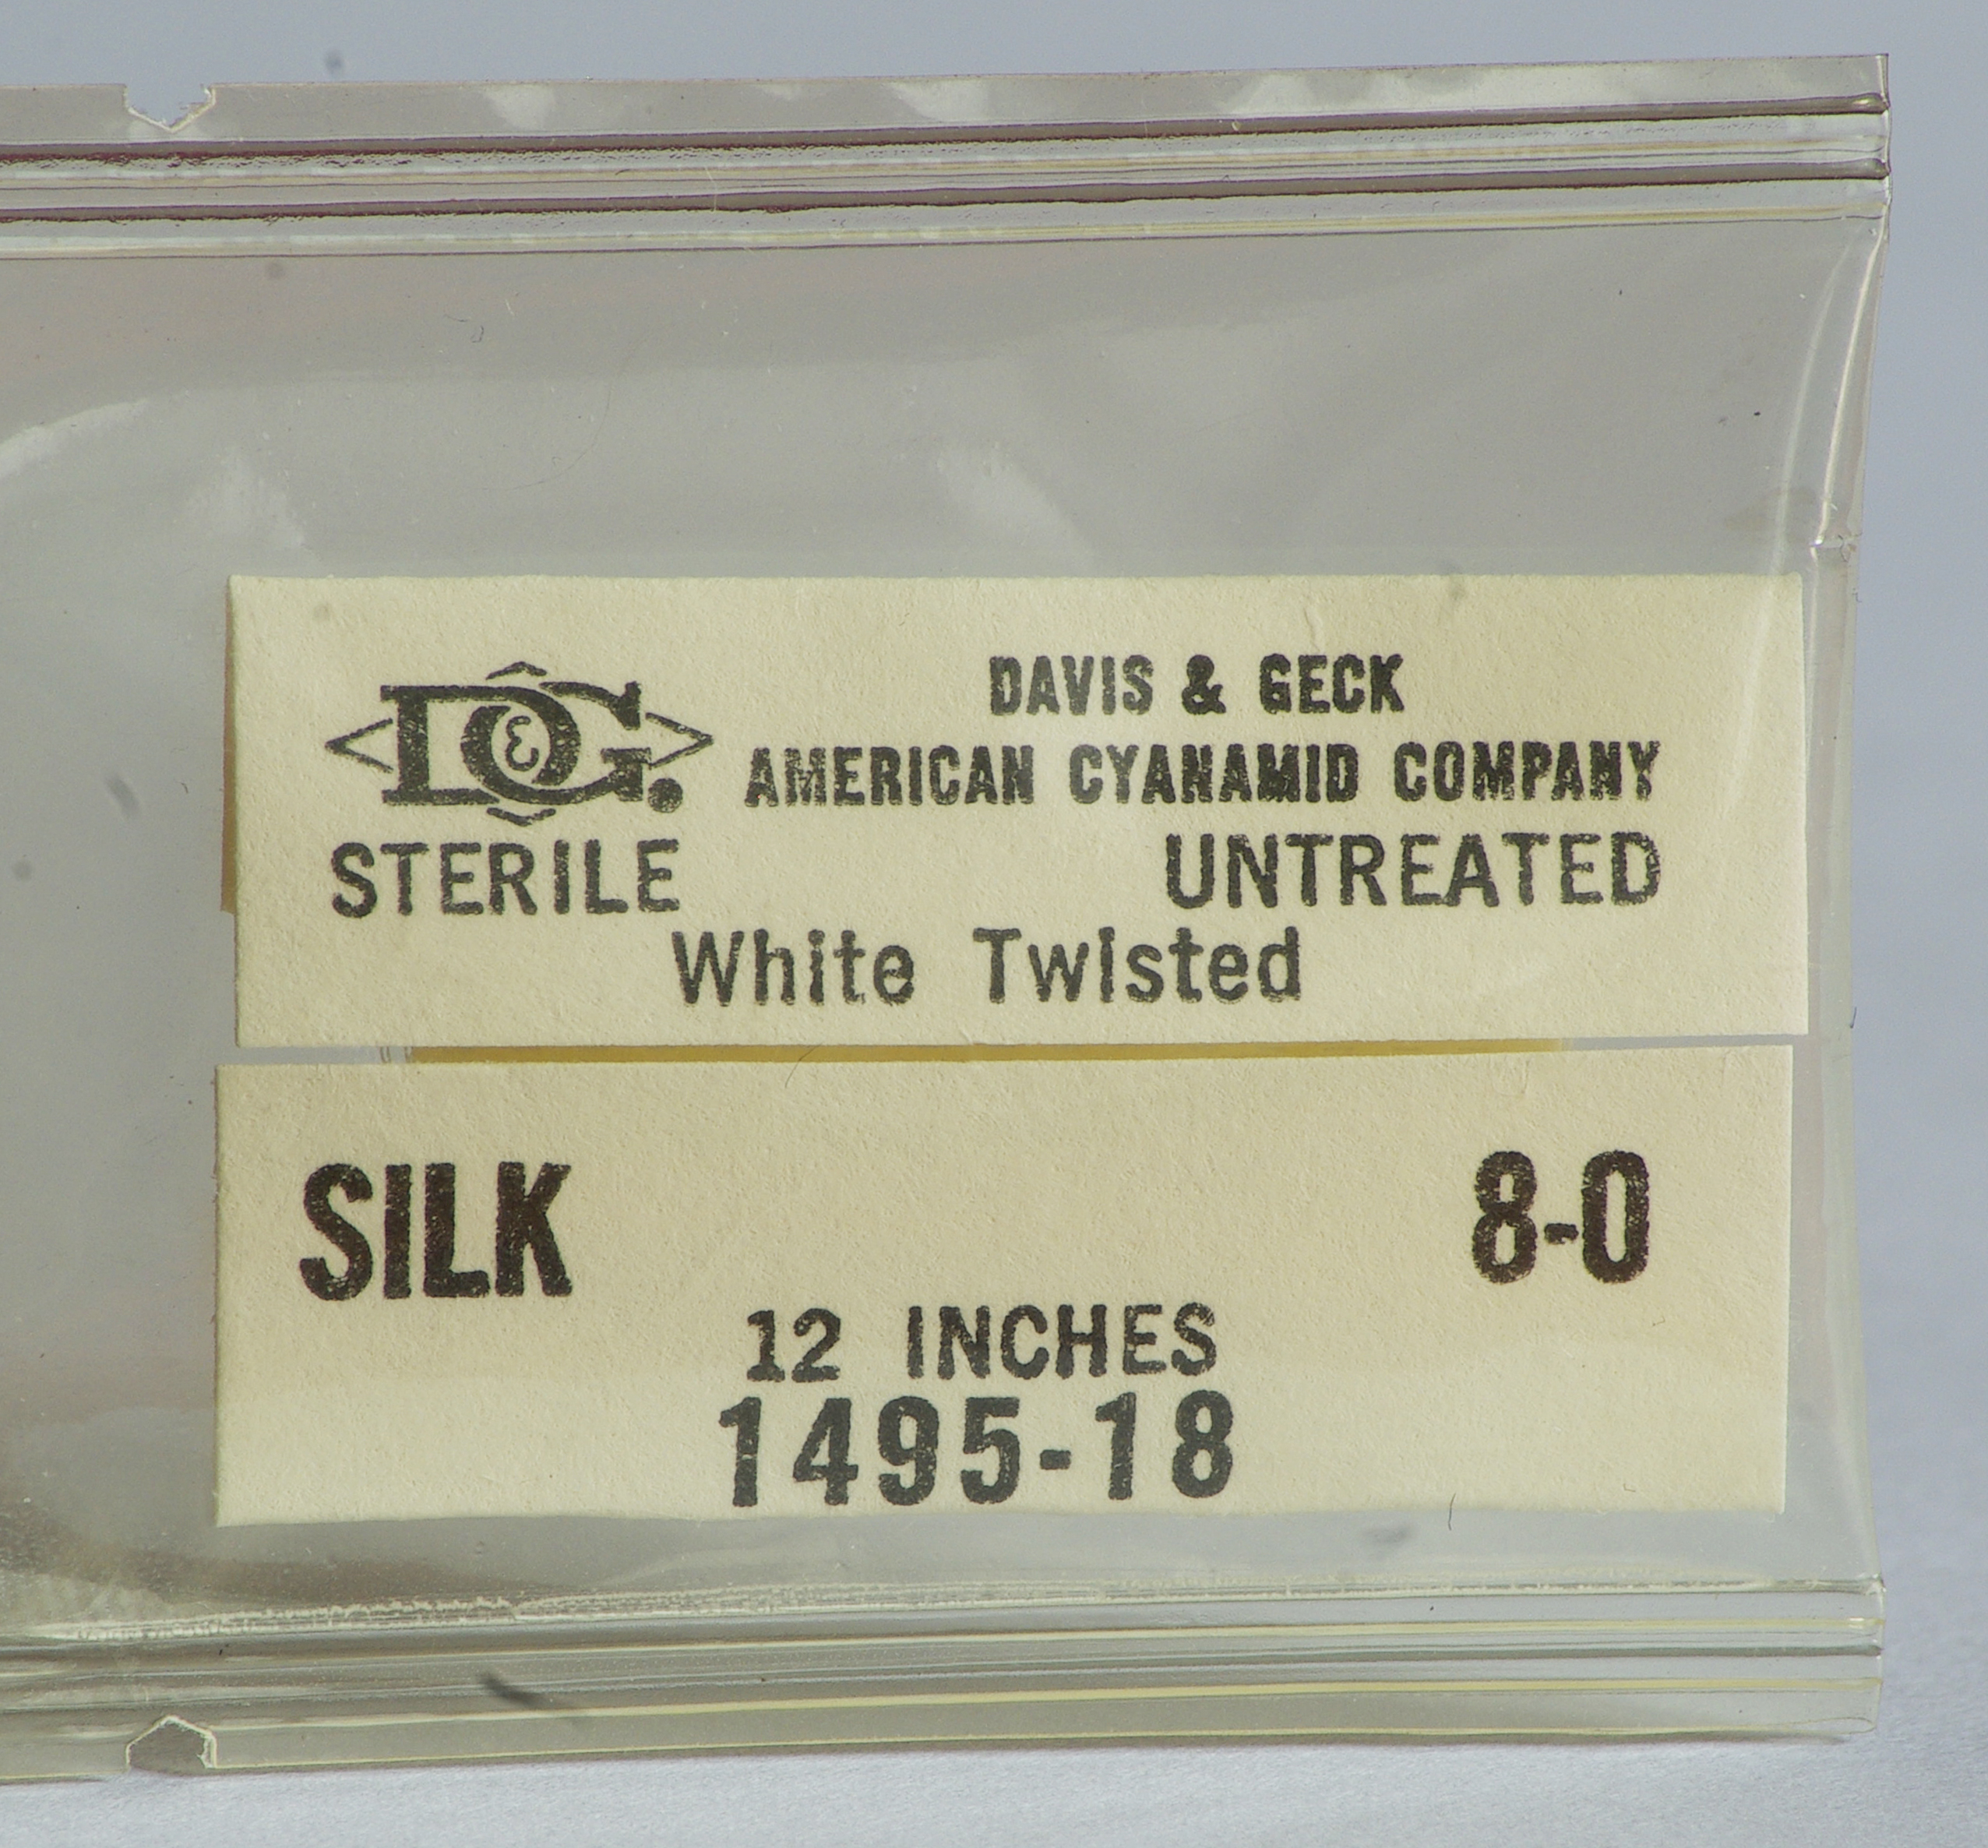 D&G.
DAVIS & GECK
AMERICAN CYANAMID COMPANY
STERILE UNTREATED
White Twisted
SILK 8-0
12 INCHES
1495-18